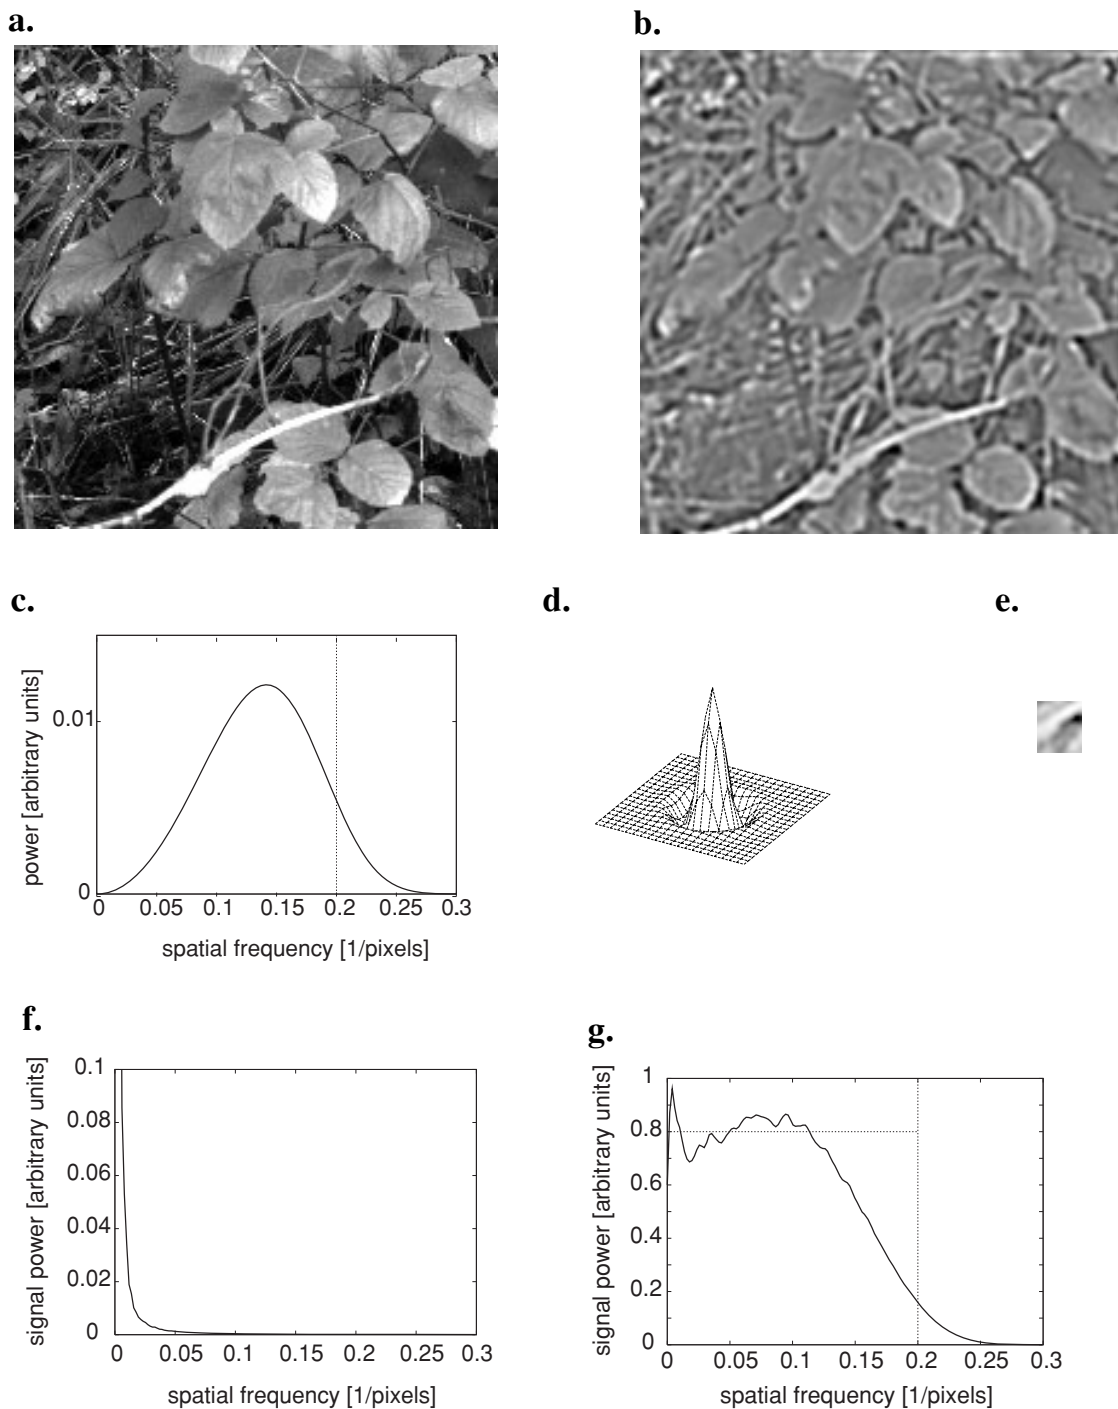 a.
b.
c.
d.
e.
power [arbitrary units]
0.01
0
0 0.05 0.1 0.15 0.2 0.25 0.3
spatial frequency [1/pixels]
f.
g.
signal power [arbitrary units]
0.1
0.08
0.06
0.04
0.02
0
0 0.05 0.1 0.15 0.2 0.25 0.3
spatial frequency [1/pixels]
signal power [arbitrary units]
1
0.8
0.6
0.4
0.2
0
0 0.05 0.1 0.15 0.2 0.25 0.3
spatial frequency [1/pixels]